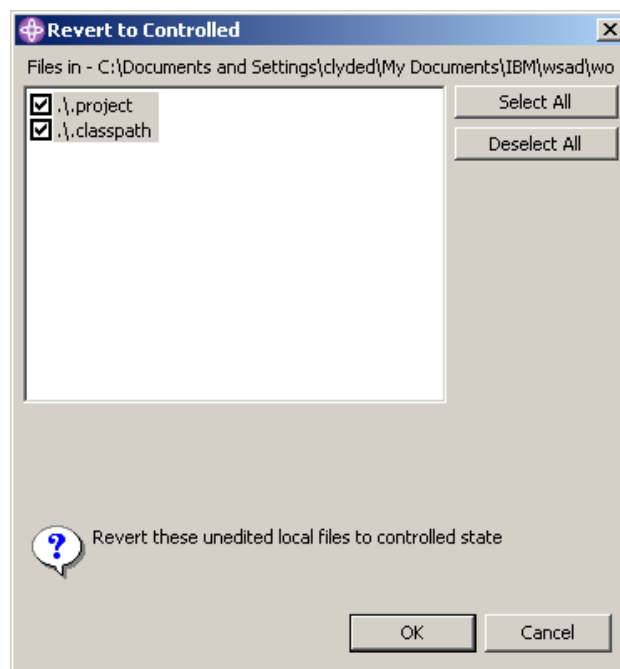 Revert to Controlled
Files in - C:\Documents and Settings\clyded\My Documents\IBM\wsad\wo
.\.project
.\.classpath
Select All
Deselect All
Revert these unedited local files to controlled state
OK
Cancel